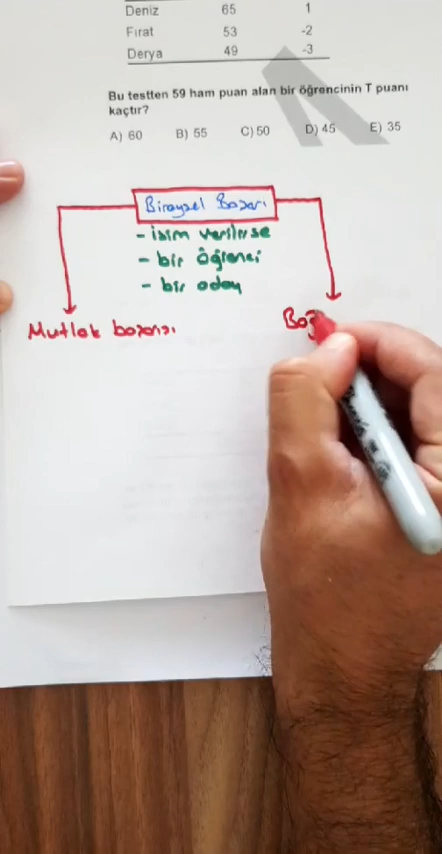 Deniz 65 1
Fırat 53 -2
Derya 49 -3
Bu testten 59 ham puan alan bir öğrencinin T puanı
kaçtır?
A) 60 B) 55 C) 50 D) 45 E) 35
Bireysel Başarı
- isim verilirse
- bir öğrenci
- bir aday
Mutlak başarısı